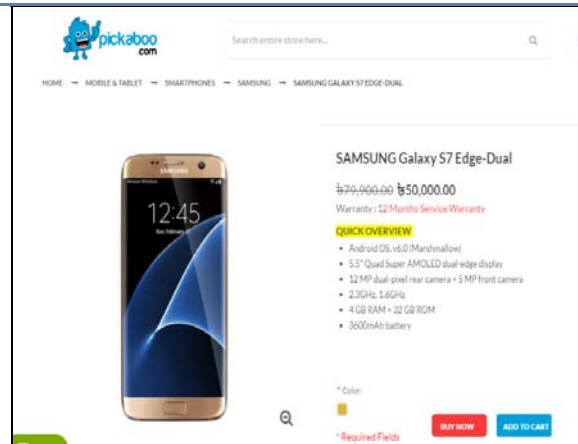 pickaboo
.com
Search entire store here...
HOME → MOBILE & TABLET → SMARTPHONES → SAMSUNG → SAMSUNG GALAXY S7 EDGE-DUAL
SAMSUNG
12:45
SAMSUNG Galaxy S7 Edge-Dual
৳79,900.00 ৳50,000.00
Warranty : 12 Months Service Warranty
QUICK OVERVIEW
• Android OS, v6.0 (Marshmallow)
• 5.5" Quad Super AMOLED dual-edge display
• 12 MP dual-pixel rear camera + 5 MP front camera
• 2.3GHz, 1.6GHz
• 4 GB RAM + 32 GB ROM
• 3600mAh battery
* Color:
* Required Fields
BUY NOW
ADD TO CART